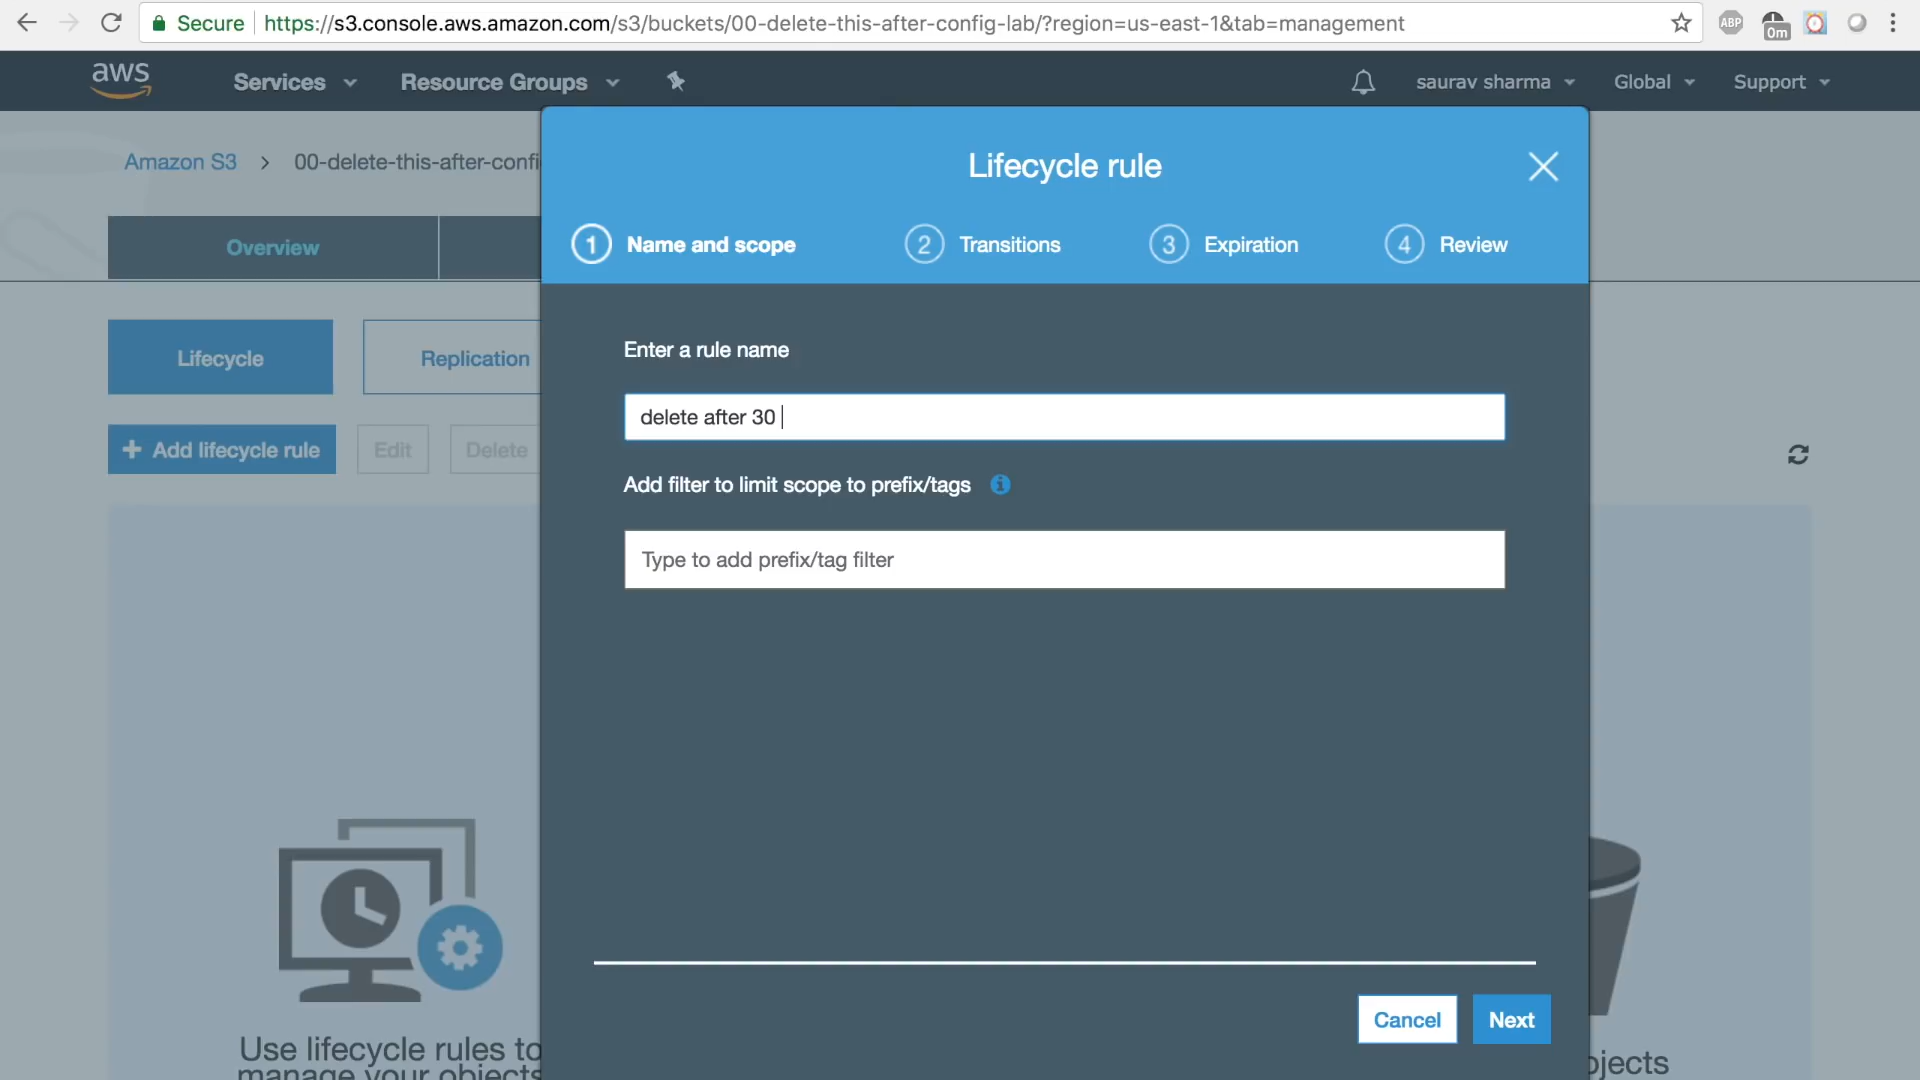 Secure https://s3.console.aws.amazon.com/s3/buckets/00-delete-this-after-config-lab/?region=us-east-1&tab=management
ABP
0m
aws
Services
Resource Groups
saurav sharma
Global
Support
Amazon S3 > 00-delete-this-after-confi
Lifecycle rule
Overview
1 Name and scope
2 Transitions
3 Expiration
4 Review
Lifecycle
Replication
Enter a rule name
delete after 30
+ Add lifecycle rule
Edit
Delete
Add filter to limit scope to prefix/tags
Type to add prefix/tag filter
Cancel
Next
Use lifecycle rules to
manage your objects
bjects